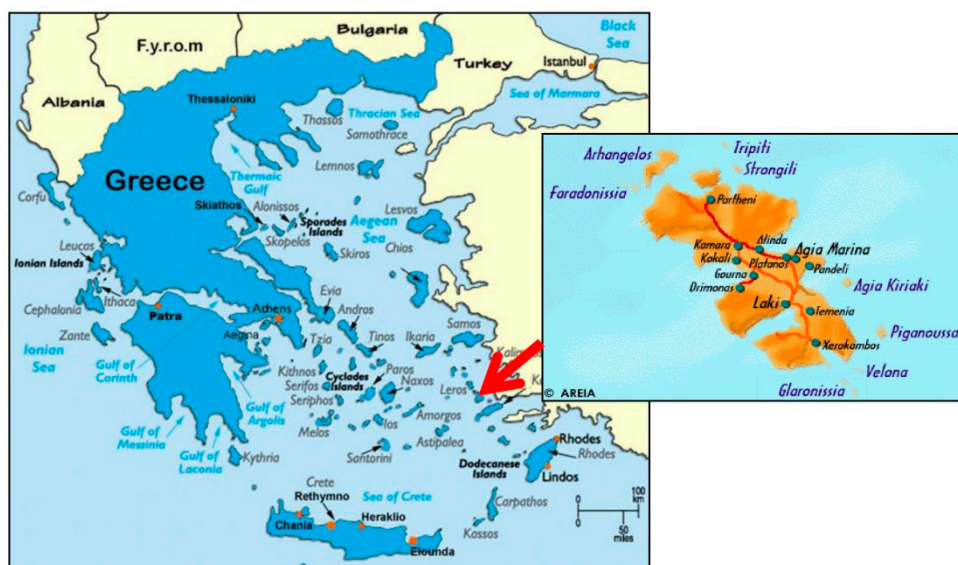 Black
Sea
Bulgaria
F.y.r.o.m
Turkey
Istanbul
Albania
Sea of Marmara
Thessaloniki
Thassos
Thracian Sea
Samothrace
Thermaic
Gulf
Lemnos
Greece
Corfu
Alonissos
Skiathos
Sporades
Islands
Aegean
Sea
Lesvos
Skopelos
Skiros
Chios
Leucas
Ionian Islands
Ithaca
Cephalonia
Patra
Athens
Evia
Andros
Zante
Aegina
Tzia
Tinos
Ikaria
Samos
Ionian
Sea
Gulf of
Corinth
Kithnos
Cyclades
Islands
Paros
Naxos
Serifos
Seriphos
Leros
Gulf of
Argolis
Gulf of
Messinia
Melos
Ios
Amorgos
Gulf of
Laconia
Astipalea
Santorini
Kythria
Rhodes
Rhodes
Dodecanese
Islands
Lindos
Crete
Rethymno
Sea of Crete
Carpathos
Chania
Heraklio
Kassos
Elounda
0
100
km
0
50
miles
Tripiti
Arhangelos
Strongili
Faradonissia
Partheni
Kamara
Alinda
Agia Marina
Kokali
Platanos
Pandeli
Gourna
Drimonas
Agia Kiriaki
Laki
Temenia
Piganoussa
Xerokambos
Velona
Glaronissia
© AREIA